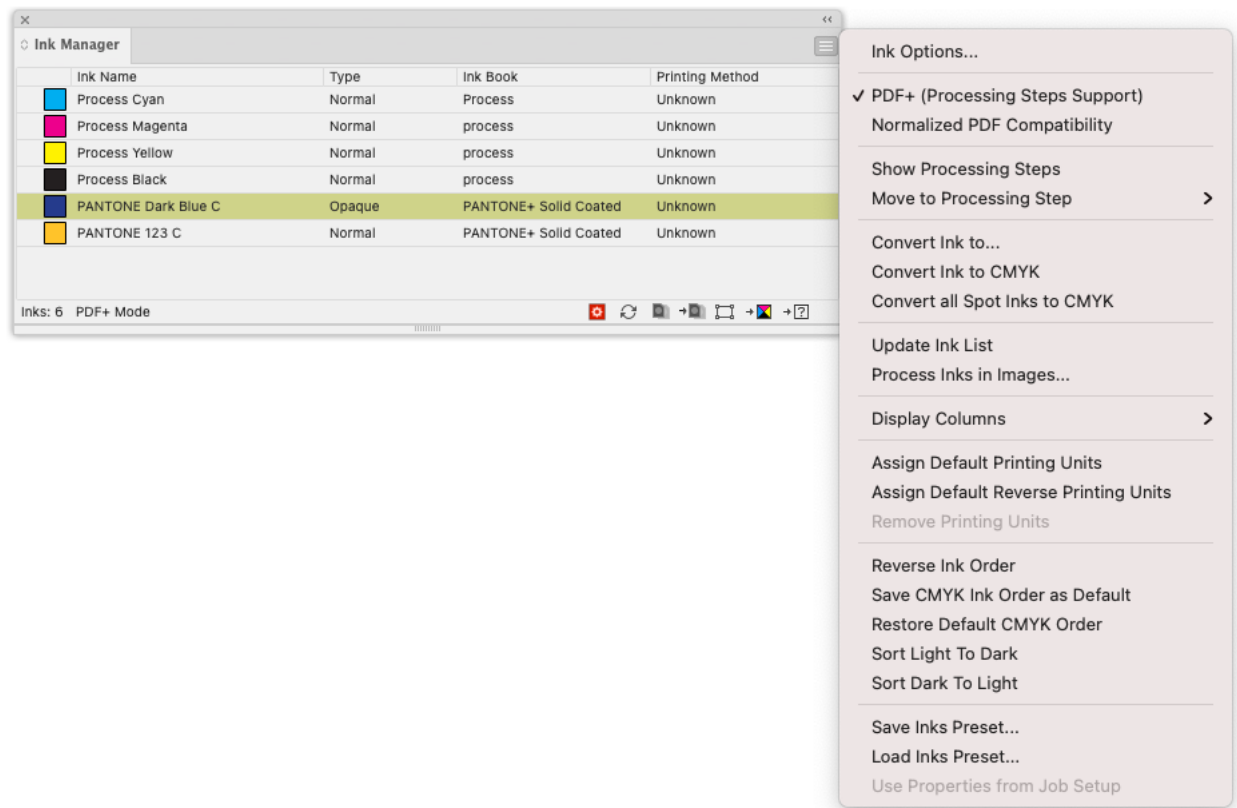 Ink Manager
Ink Name Type Ink Book Printing Method
Process Cyan Normal Process Unknown
Process Magenta Normal process Unknown
Process Yellow Normal process Unknown
Process Black Normal process Unknown
PANTONE Dark Blue C Opaque PANTONE+ Solid Coated Unknown
PANTONE 123 C Normal PANTONE+ Solid Coated Unknown
Inks: 6 PDF+ Mode
Ink Options...
✓ PDF+ (Processing Steps Support)
Normalized PDF Compatibility
Show Processing Steps
Move to Processing Step
Convert Ink to...
Convert Ink to CMYK
Convert all Spot Inks to CMYK
Update Ink List
Process Inks in Images...
Display Columns
Assign Default Printing Units
Assign Default Reverse Printing Units
Remove Printing Units
Reverse Ink Order
Save CMYK Ink Order as Default
Restore Default CMYK Order
Sort Light To Dark
Sort Dark To Light
Save Inks Preset...
Load Inks Preset...
Use Properties from Job Setup